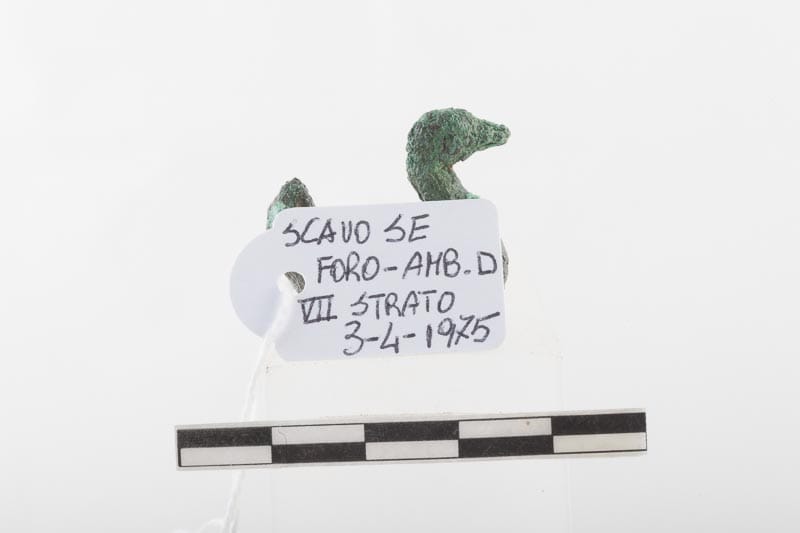 SCAVO SE
FORO-AMB. D
VII STRATO
3-4-1975